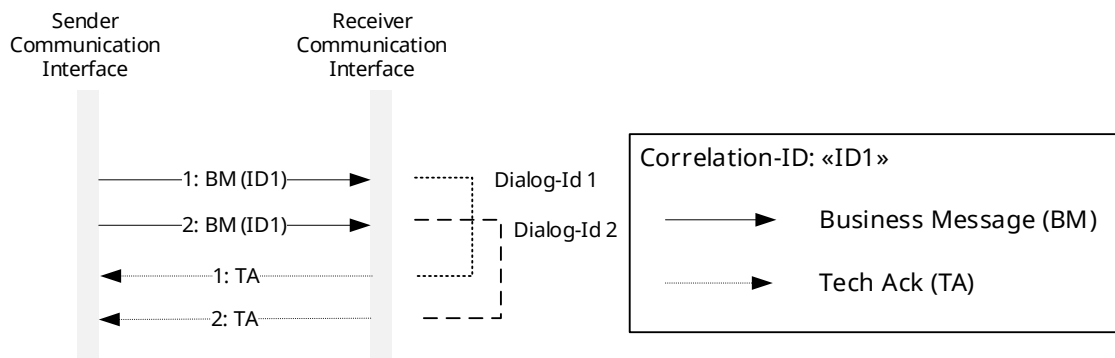 Sender
Communication
Interface
Receiver
Communication
Interface
1: BM (ID1)
Dialog-Id 1
2: BM (ID1)
Dialog-Id 2
1: TA
2: TA
Correlation-ID: «ID1»
Business Message (BM)
Tech Ack (TA)